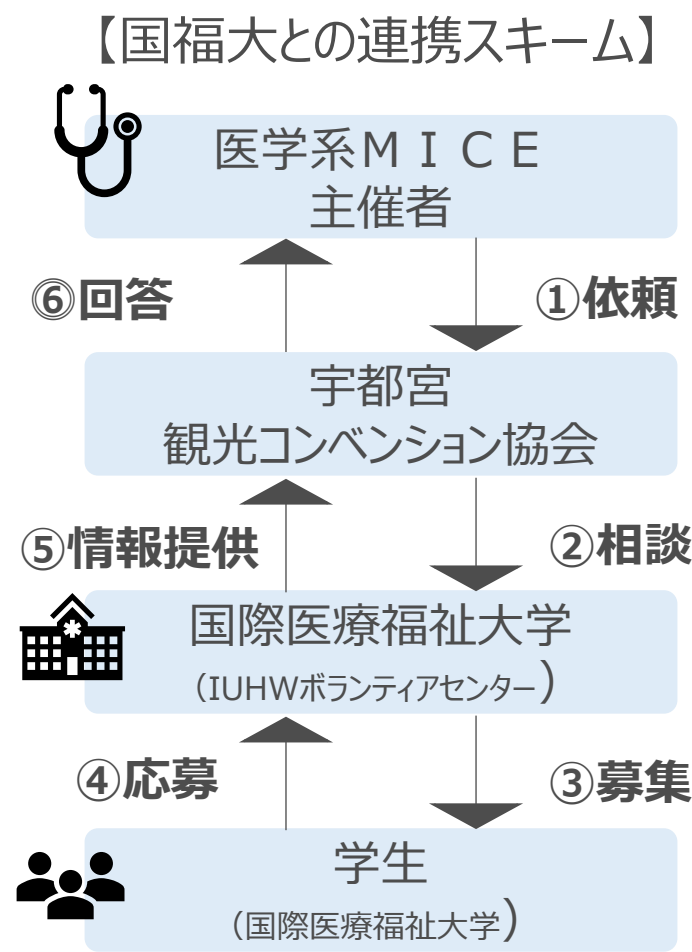 【国福大との連携スキーム】
医学系ＭＩＣＥ
主催者
⑥回答
①依頼
宇都宮
観光コンベンション協会
⑤情報提供
②相談
国際医療福祉大学
（IUHWボランティアセンター）
④応募
③募集
学生
（国際医療福祉大学）